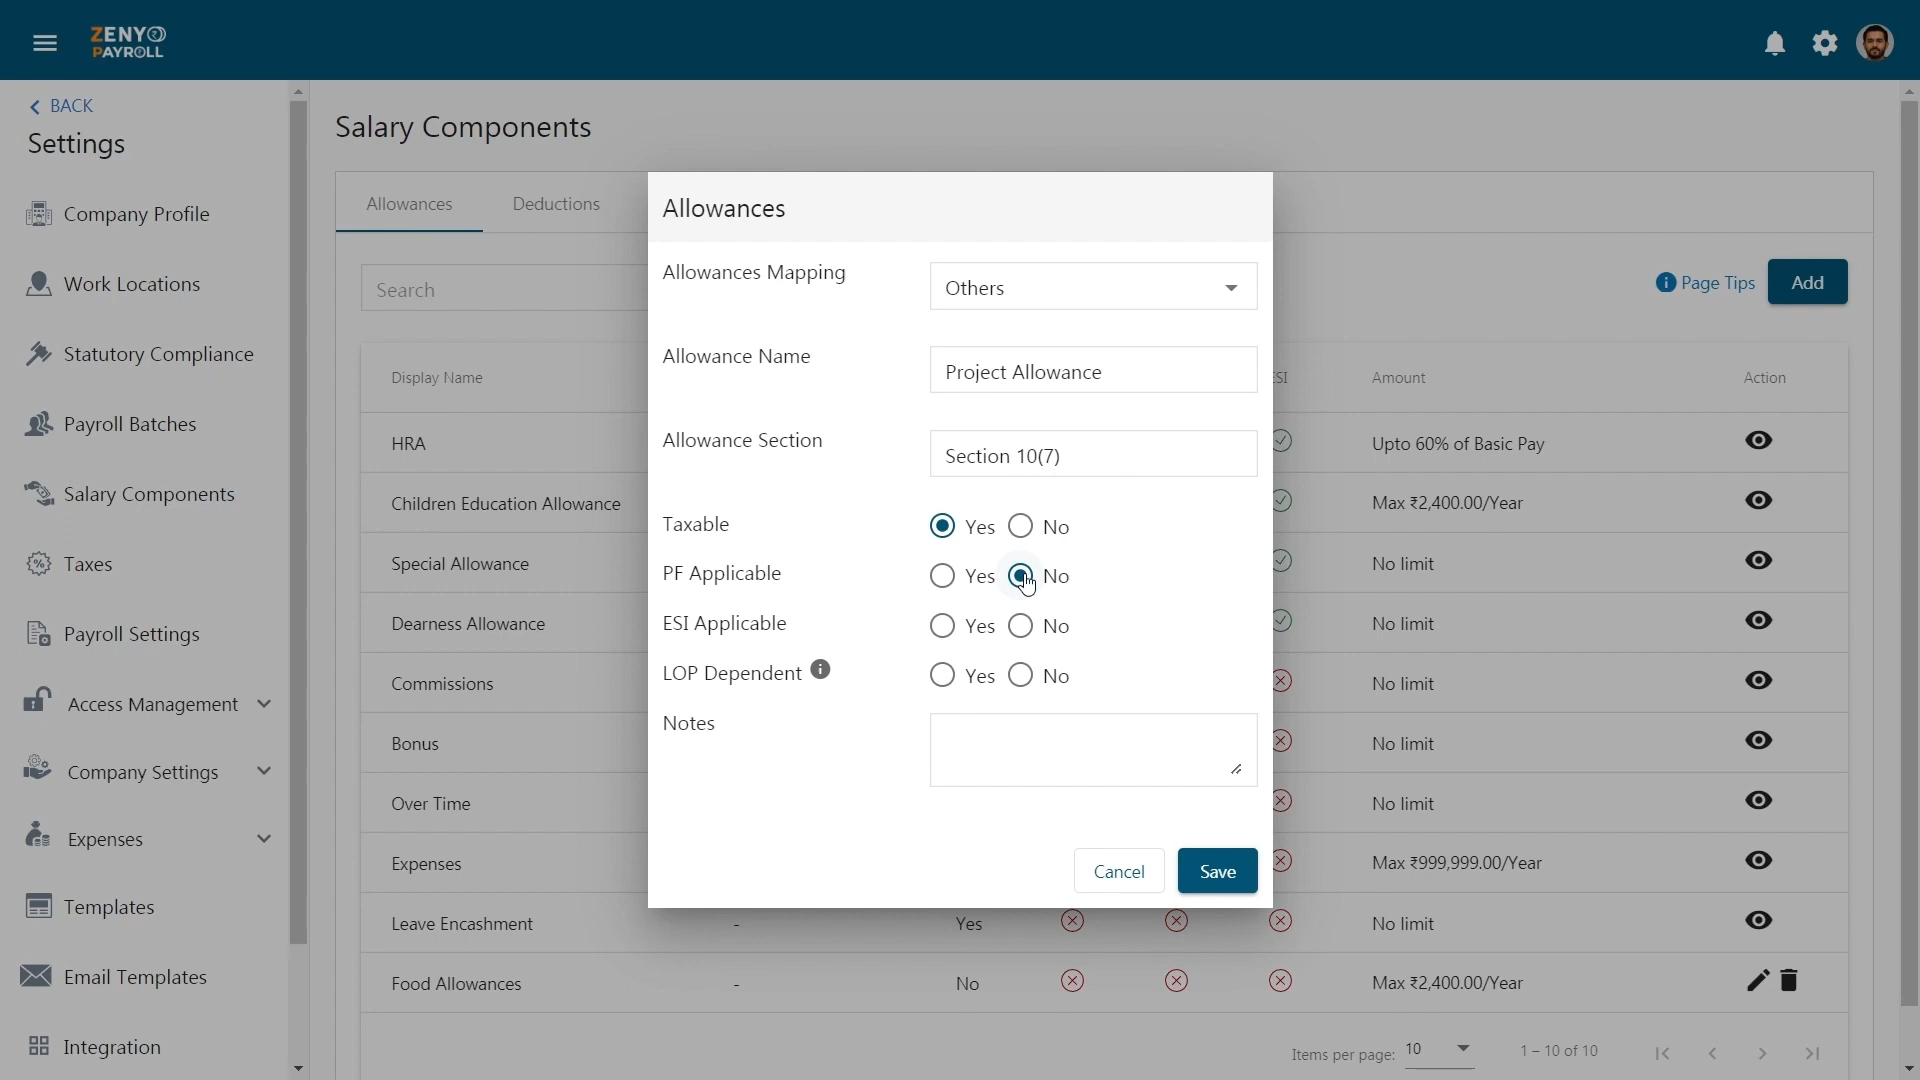 ZENYO
PAYROLL
BACK
Settings
Company Profile
Work Locations
Statutory Compliance
Payroll Batches
Salary Components
Taxes
Payroll Settings
Access Management
Company Settings
Expenses
Templates
Email Templates
Integration
Salary Components
Allowances Deductions
Search
Page Tips Add
Display Name Amount Action
HRA Upto 60% of Basic Pay
Children Education Allowance Max ₹2,400.00/Year
Special Allowance No limit
Dearness Allowance No limit
Commissions No limit
Bonus No limit
Over Time No limit
Expenses Max ₹999,999.00/Year
Leave Encashment - Yes No limit
Food Allowances - No Max ₹2,400.00/Year
Items per page: 10 1 – 10 of 10
Allowances
Allowances Mapping Others
Allowance Name Project Allowance
Allowance Section Section 10(7)
Taxable Yes No
PF Applicable Yes No
ESI Applicable Yes No
LOP Dependent Yes No
Notes
Cancel Save